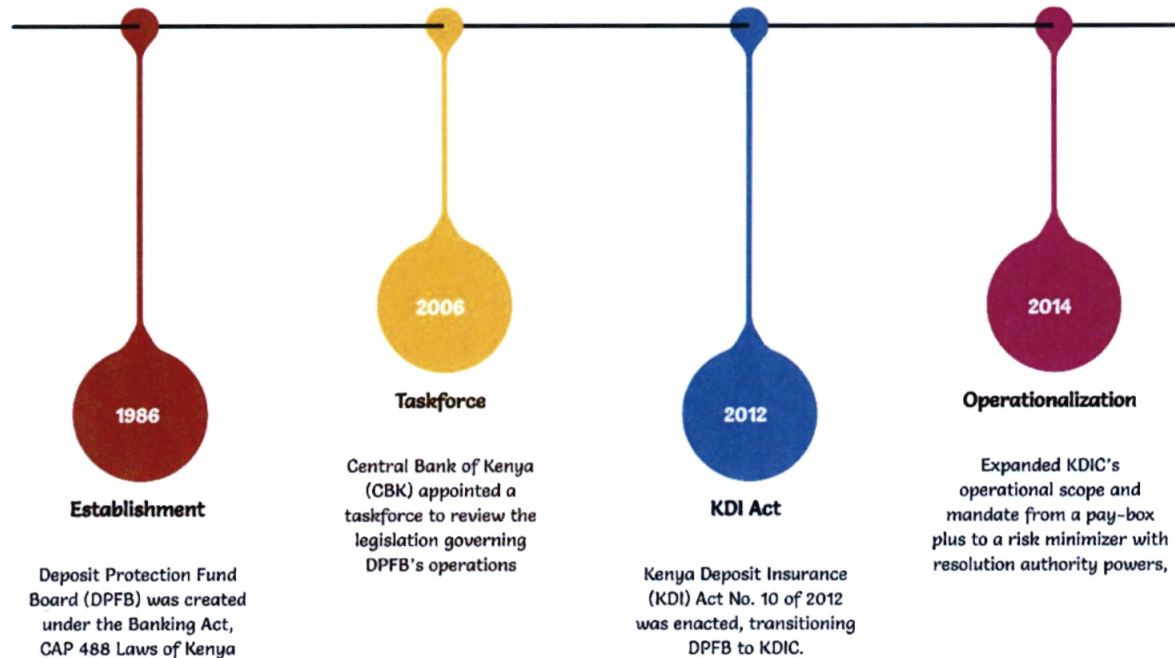 1986
Establishment
Deposit Protection Fund
Board (DPFB) was created
under the Banking Act,
CAP 488 Laws of Kenya
2006
Taskforce
Central Bank of Kenya
(CBK) appointed a
taskforce to review the
legislation governing
DPFB's operations
2012
KDI Act
Kenya Deposit Insurance
(KDI) Act No. 10 of 2012
was enacted, transitioning
DPFB to KDIC.
2014
Operationalization
Expanded KDIC's
operational scope and
mandate from a pay-box
plus to a risk minimizer with
resolution authority powers,